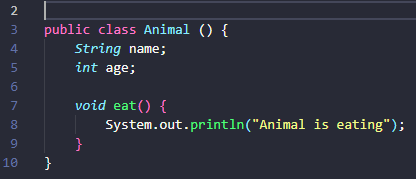 2
3 public class Animal () {
4     String name;
5     int age;
6
7     void eat() {
8         System.out.println("Animal is eating");
9     }
10 }